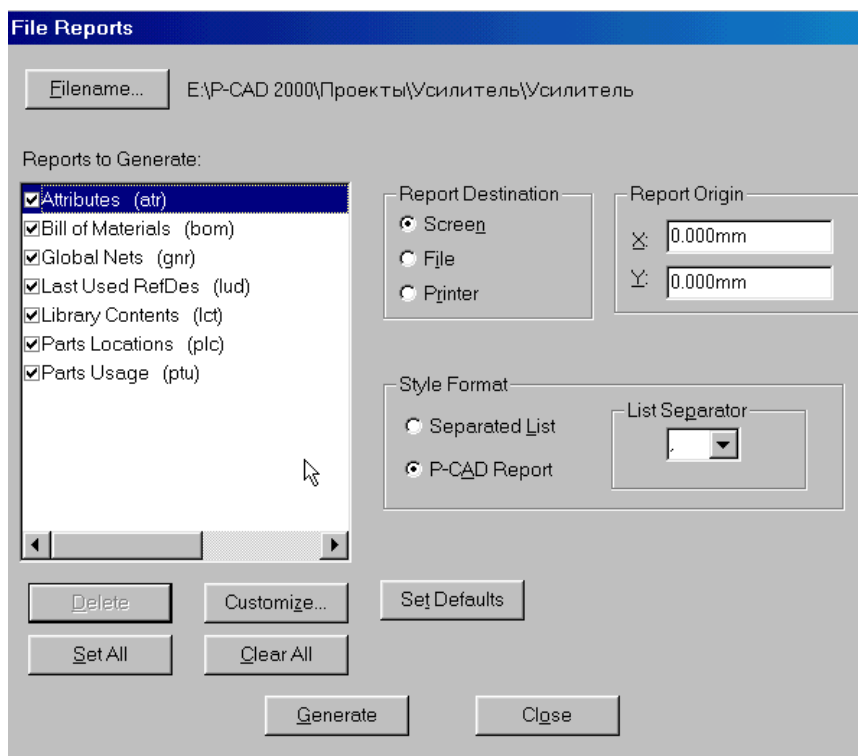 File Reports
Filename... E:\P-CAD 2000\Проекты\Усилитель\Усилитель
Reports to Generate:
Attributes (atr)
Bill of Materials (bom)
Global Nets (gnr)
Last Used RefDes (lud)
Library Contents (lct)
Parts Locations (plc)
Parts Usage (ptu)
Report Destination
Screen
File
Printer
Report Origin
X: 0.000mm
Y: 0.000mm
Style Format
Separated List
P-CAD Report
List Separator
,
Delete
Customize...
Set Defaults
Set All
Clear All
Generate
Close